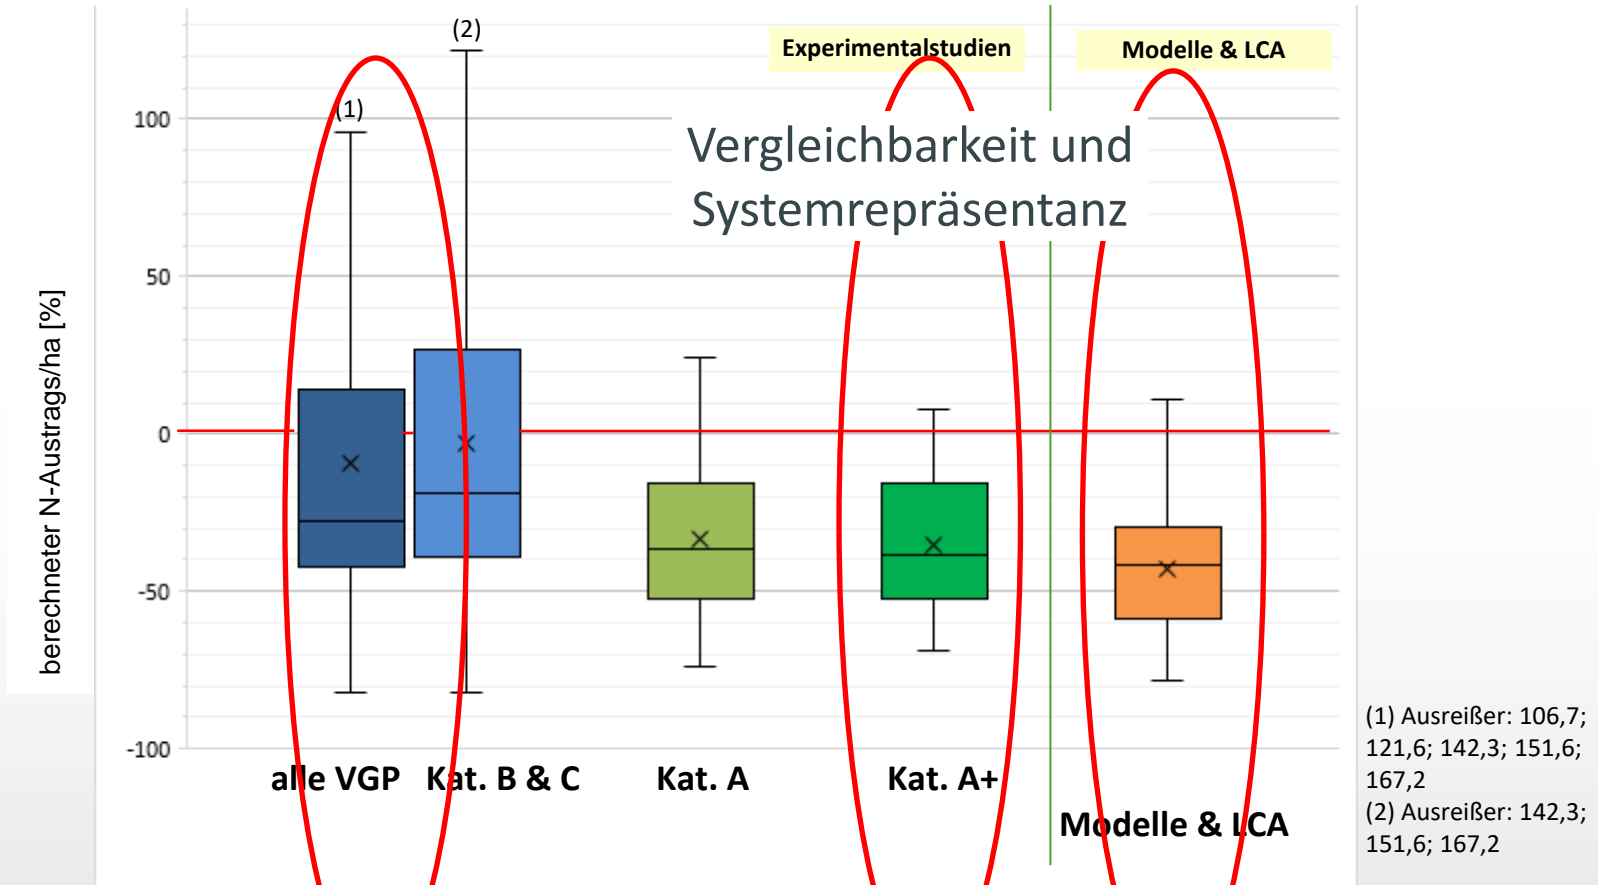 (2)
Experimentalstudien
Modelle & LCA
(1)
Vergleichbarkeit und
Systemrepräsentanz
berechneter N-Austrags/ha [%]
100
50
0
-50
-100
alle VGP
Kat. B & C
Kat. A
Kat. A+
Modelle & LCA
(1) Ausreißer: 106,7;
121,6; 142,3; 151,6;
167,2
(2) Ausreißer: 142,3;
151,6; 167,2